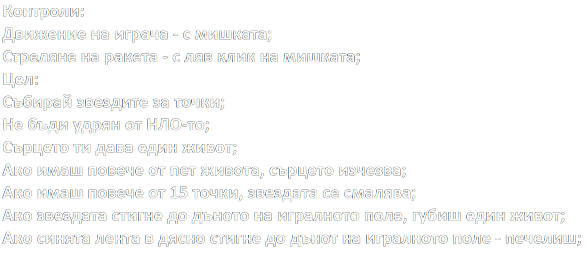 Контроли:
Движение на играча - с мишката;
Стреляне на ракета - с ляв клик на мишката;
Цел:
Събирай звездите за точки;
Не бъди удрян от НЛО-то;
Сърцето ти дава един живот;
Ако имаш повече от пет живота, сърцето изчезва;
Ако имаш повече от 15 точки, звездата се смалява;
Ако звездята стигне до дъното на игралното поле, губиш един живот;
Ако синята лента в дясно стигне до дънот на игралното поле - печелиш;